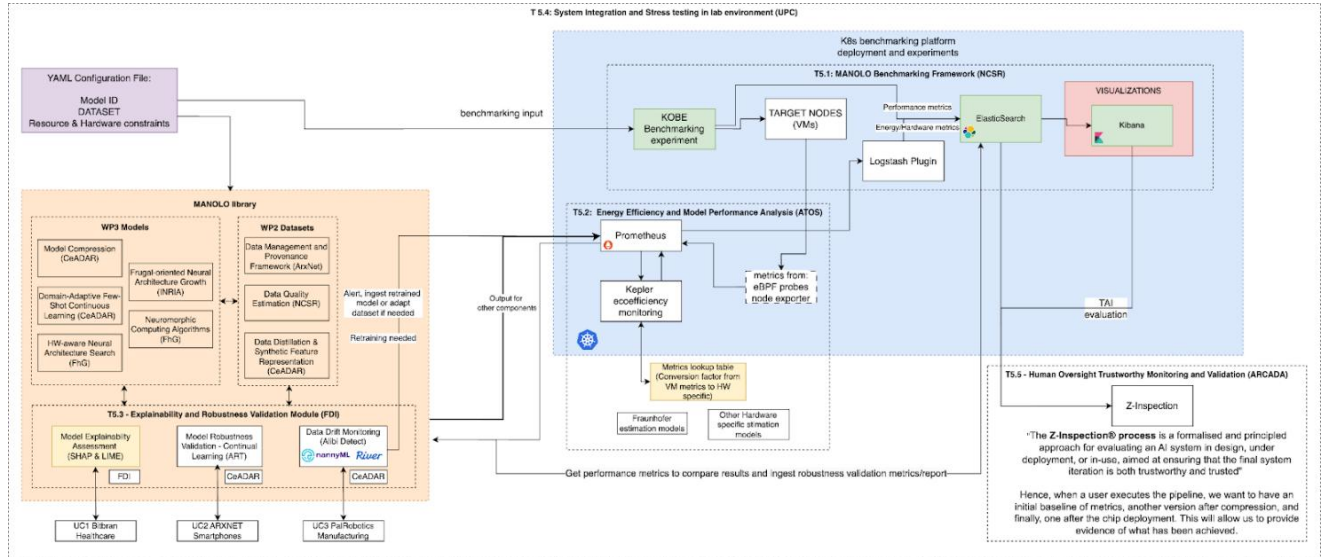 T 5.4: System Integration and Stress testing in lab environment (UPC)
K8s benchmarking platform
deployment and experiments
YAML Configuration File:
Model ID
DATASET
Resource & Hardware constraints
benchmarking input
T5.1: MANOLO Benchmarking Framework (NCSR)
KOBE
Benchmarking
experiment
TARGET NODES
(VMs)
Performance metrics
Energy/Hardware metrics
Logstash Plugin
ElasticSearch
VISUALIZATIONS
Kibana
MANOLO library
WP3 Models
Model Compression
(CeADAR)
Frugal-oriented Neural
Architecture Growth
(INRIA)
Domain-Adaptive Few-
Shot Continuous
Learning (CeADAR)
Neuromorphic
Computing Algorithms
(FhG)
HW-aware Neural
Architecture Search
(FhG)
WP2 Datasets
Data Management and
Provenance
Framework (ArxNet)
Data Quality
Estimation (NCSR)
Data Distillation &
Synthetic Feature
Representation
(CeADAR)
Alert, ingest retrained
model or adapt
dataset if needed
Retraining needed
Output for
other components
T5.2: Energy Efficiency and Model Performance Analysis (ATOS)
Prometheus
Kepler
ecoefficiency
monitoring
metrics from:
eBPF probes
node exporter
Metrics lookup table
(Conversion factor from
VM metrics to HW
specific)
Fraunhofer
estimation models
Other Hardware
specific stimation
models
TAI
evaluation
T5.3 - Explainability and Robustness Validation Module (FDI)
Model Explainabilty
Assessment
(SHAP & LIME)
FDI
Model Robustness
Validation - Continual
Learning (ART)
CeADAR
Data Drift Monitoring
(Alibi Detect)
nannyML River
CeADAR
UC1 Bitbran
Healthcare
UC2 ARXNET
Smartphones
UC3 PalRobotics
Manufacturing
Get performance metrics to compare results and ingest robustness validation metrics/report
T5.5 - Human Oversight Trustworthy Monitoring and Validation (ARCADA)
Z-Inspection
"The Z-Inspection® process is a formalised and principled
approach for evaluating an AI system in design, under
deployment, or in-use, aimed at ensuring that the final system
iteration is both trustworthy and trusted"
Hence, when a user executes the pipeline, we want to have an
initial baseline of metrics, another version after compression, and
finally, one after the chip deployment. This will allow us to provide
evidence of what has been achieved.